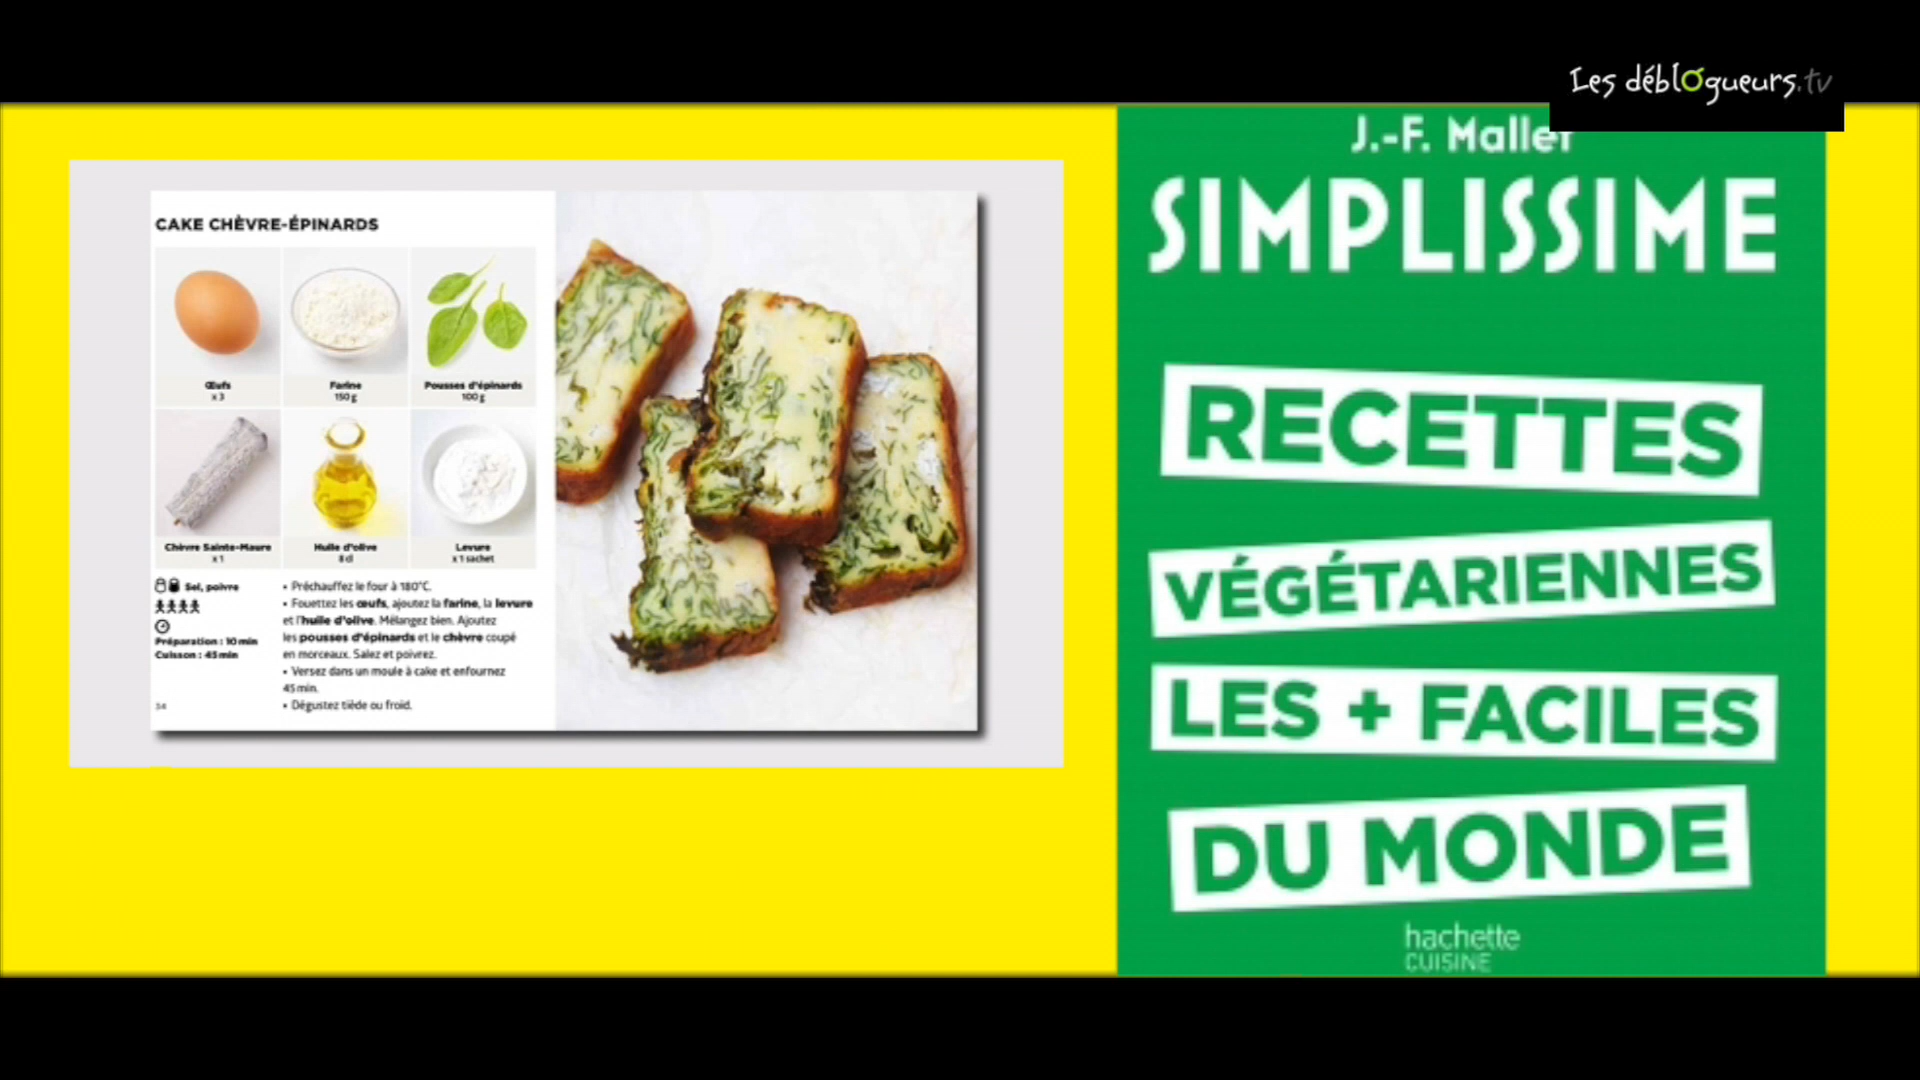 Les déblogueurs.tv
CAKE CHÈVRE-ÉPINARDS
Œufs
x 3
Farine
150 g
Pousses d'épinards
100 g
Chèvre Sainte-Maure
x 1
Huile d'olive
8 cl
Levure
x 1 sachet
Sel, poivre
Préparation : 10 min
Cuisson : 45 min
• Préchauffez le four à 180°C.
• Fouettez les œufs, ajoutez la farine, la levure
et l'huile d'olive. Mélangez bien. Ajoutez
les pousses d'épinards et le chèvre coupé
en morceaux. Salez et poivrez.
• Versez dans un moule à cake et enfournez
45 min.
• Dégustez tiède ou froid.
34
J.-F. Mallet
SIMPLISSIME
RECETTES
VÉGÉTARIENNES
LES + FACILES
DU MONDE
hachette
CUISINE